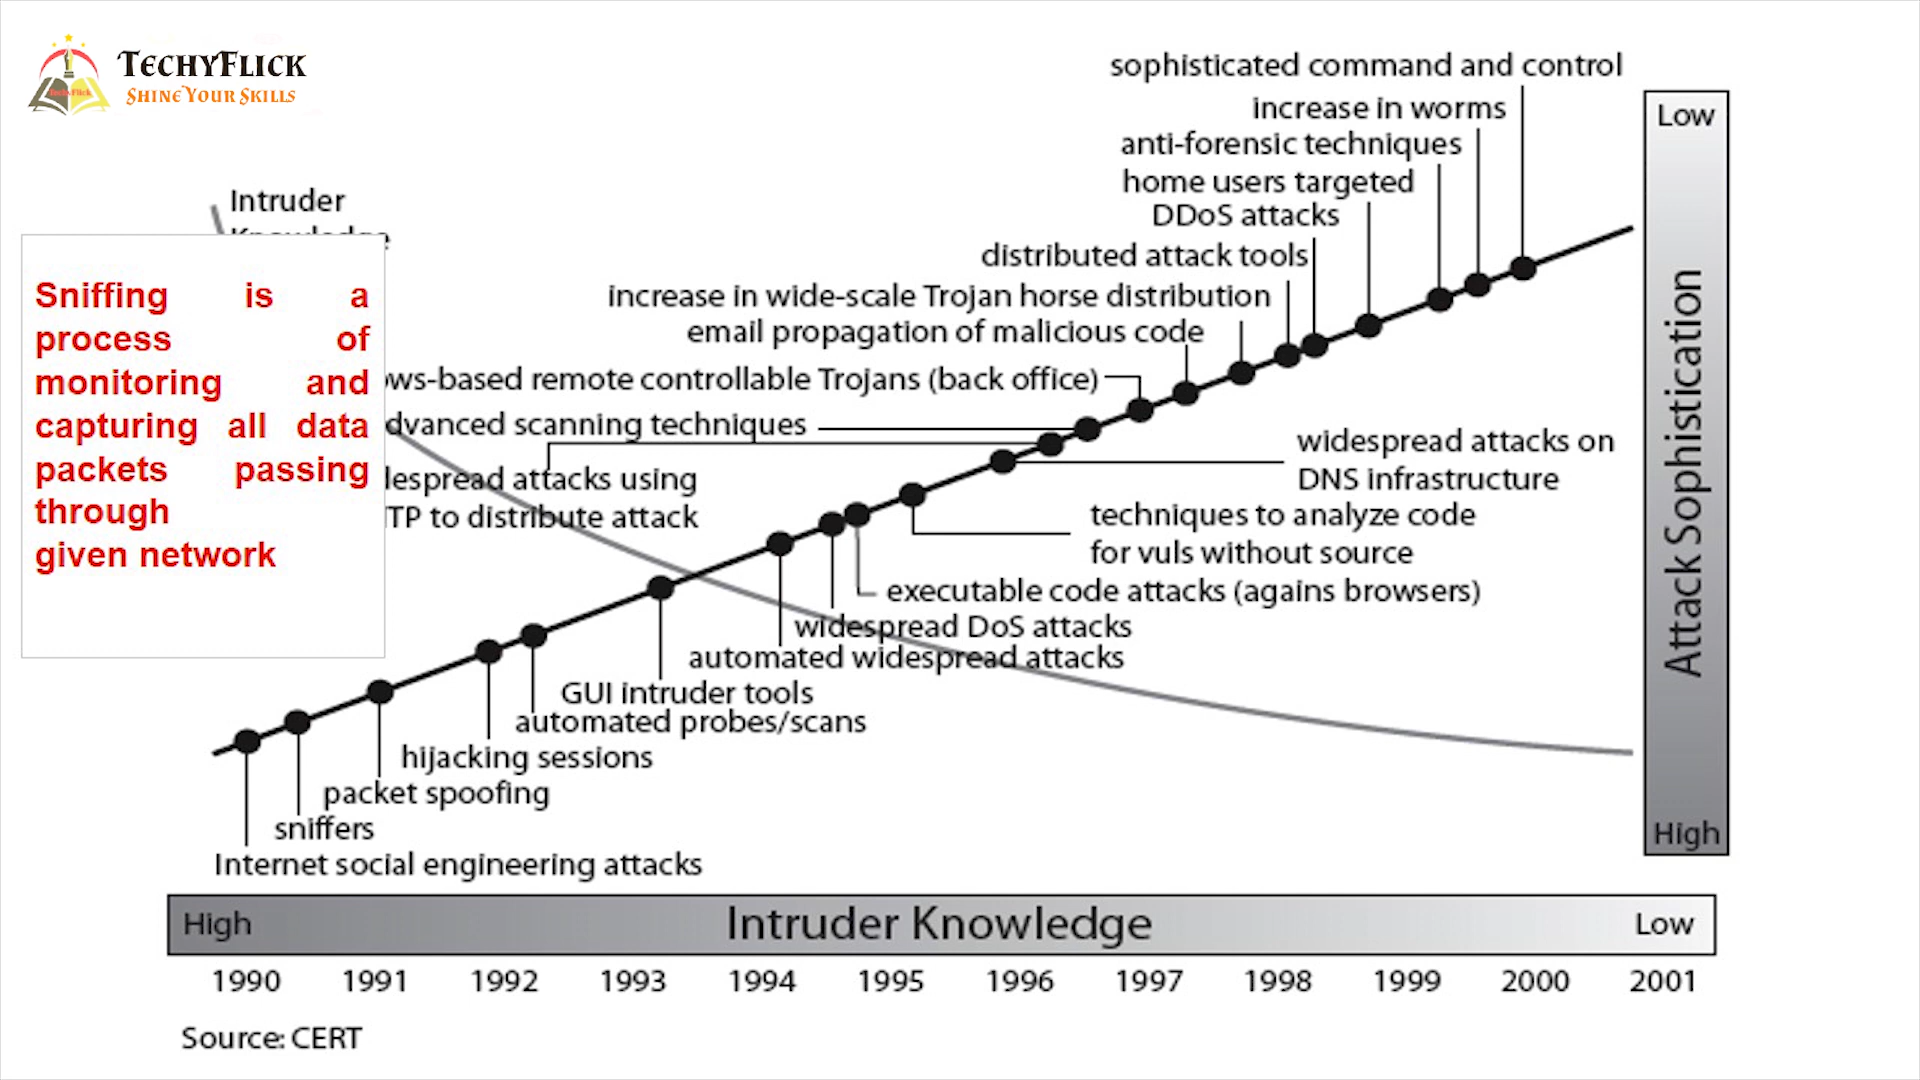 TECHYFLICK
SHINE YOUR SKILLS
sophisticated command and control
increase in worms
Low
anti-forensic techniques
home users targeted
Intruder
DDoS attacks
distributed attack tools
increase in wide-scale Trojan horse distribution
email propagation of malicious code
Sniffing is a
process of
monitoring and
capturing all data
packets passing
through
given network
ws-based remote controllable Trojans (back office)
dvanced scanning techniques
widespread attacks on
DNS infrastructure
lespread attacks using
TP to distribute attack
techniques to analyze code
for vuls without source
executable code attacks (agains browsers)
widespread DoS attacks
automated widespread attacks
GUI intruder tools
automated probes/scans
hijacking sessions
packet spoofing
sniffers
Internet social engineering attacks
Attack Sophistication
High
High Intruder Knowledge Low
1990 1991 1992 1993 1994 1995 1996 1997 1998 1999 2000 2001
Source: CERT